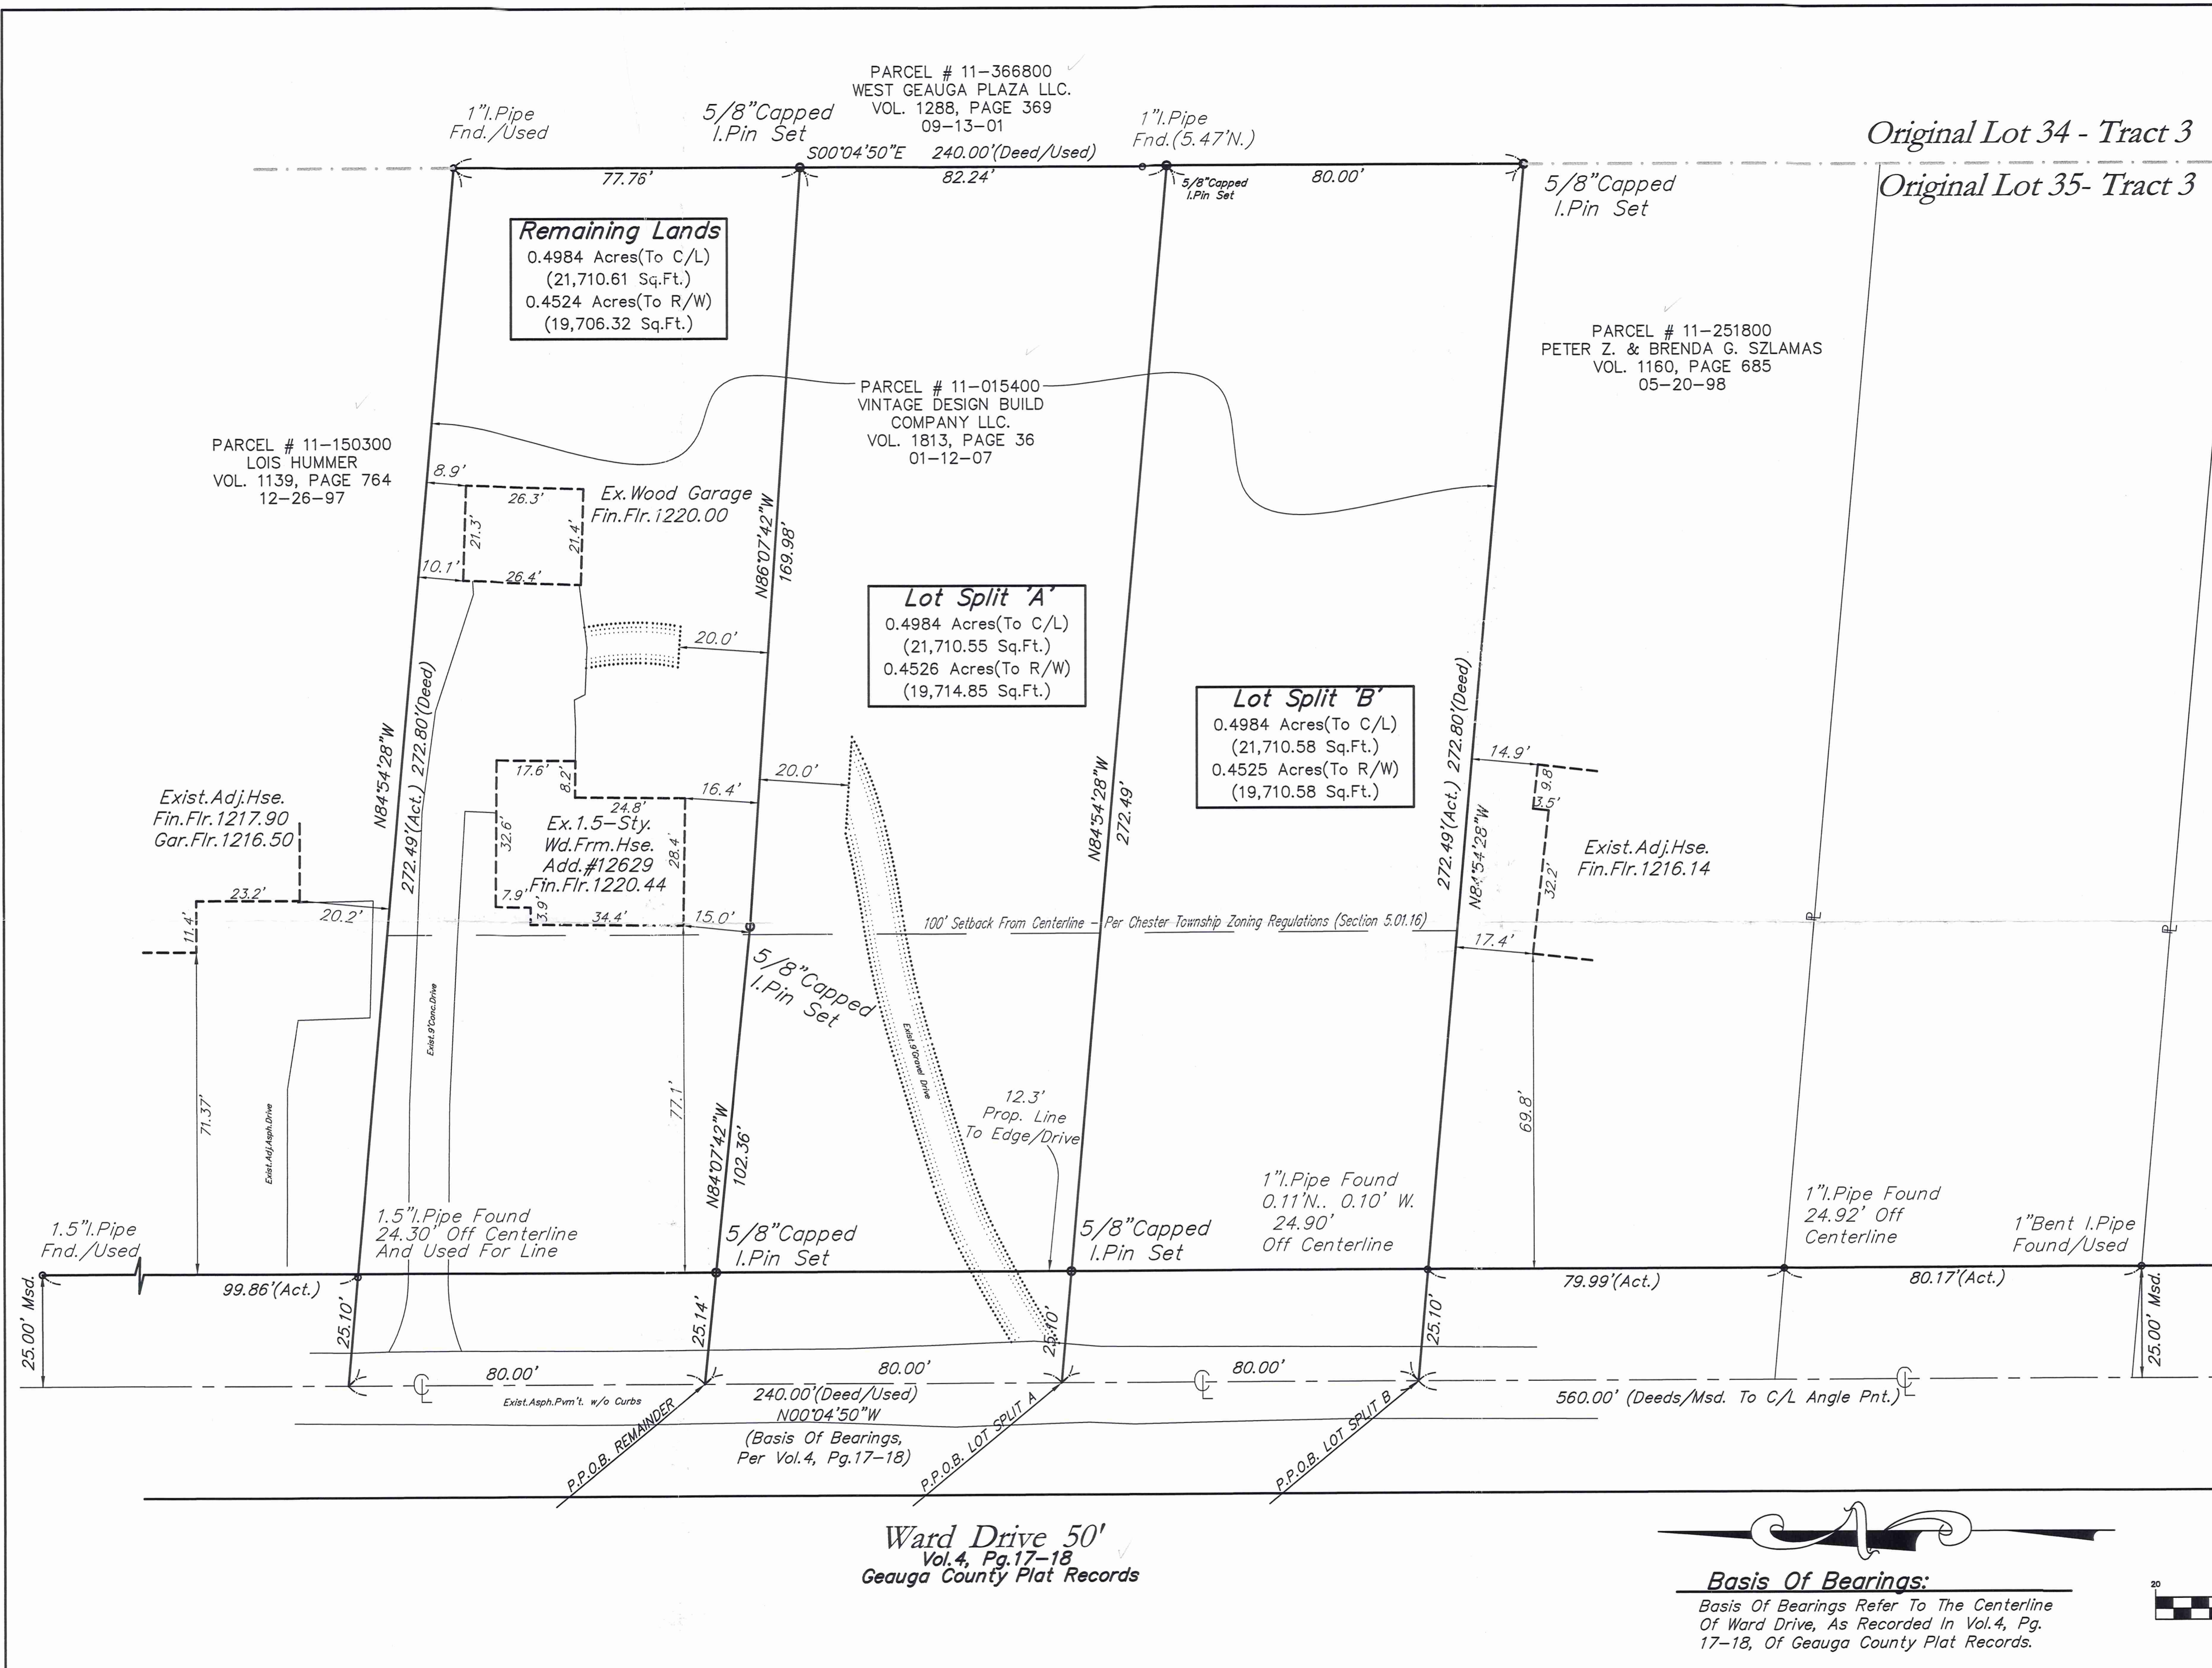 PARCEL # 11-366800
WEST GEAUGA PLAZA LLC.
VOL. 1288, PAGE 369
09-13-01
1"I.Pipe
Fnd./Used
5/8"Capped
I.Pin Set
S00°04'50"E 240.00'(Deed/Used)
1"I.Pipe
Fnd.(5.47'N.)
Original Lot 34 - Tract 3
Original Lot 35- Tract 3
77.76'
82.24'
5/8"Capped
I.Pin Set
80.00'
5/8"Capped
I.Pin Set
Remaining Lands
0.4984 Acres(To C/L)
(21,710.61 Sq.Ft.)
0.4524 Acres(To R/W)
(19,706.32 Sq.Ft.)
PARCEL # 11-251800
PETER Z. & BRENDA G. SZLAMAS
VOL. 1160, PAGE 685
05-20-98
PARCEL # 11-015400
VINTAGE DESIGN BUILD
COMPANY LLC.
VOL. 1813, PAGE 36
01-12-07
PARCEL # 11-150300
LOIS HUMMER
VOL. 1139, PAGE 764
12-26-97
8.9'
26.3'
21.3'
21.4'
Ex.Wood Garage
Fin.Flr.1220.00
10.1'
26.4'
N86°07'42"W
169.98'
20.0'
Lot Split 'A'
0.4984 Acres(To C/L)
(21,710.55 Sq.Ft.)
0.4526 Acres(To R/W)
(19,714.85 Sq.Ft.)
Lot Split 'B'
0.4984 Acres(To C/L)
(21,710.58 Sq.Ft.)
0.4525 Acres(To R/W)
(19,710.58 Sq.Ft.)
N84°54'28"W
272.49'(Act.) 272.80'(Deed)
17.6'
8.2'
16.4'
20.0'
24.8'
32.6'
28.4'
Ex.1.5-Sty.
Wd.Frm.Hse.
Add.#12629
Fin.Flr.1220.44
7.9'
3.9'
34.4'
15.0'
N84°54'28"W
272.49'
272.49'(Act.) 272.80'(Deed)
N84°54'28"W
14.9'
9.8'
3.5'
32.2'
17.4'
Exist.Adj.Hse.
Fin.Flr.1216.14
Exist.Adj.Hse.
Fin.Flr.1217.90
Gar.Flr.1216.50
23.2'
11.4'
20.2'
100' Setback From Centerline - Per Chester Township Zoning Regulations (Section 5.01.16)
PL
PL
5/8"Capped
I.Pin Set
Exist.9'Conc.Drive
Exist.9'Gravel Drive
Exist.Adj.Asph.Drive
71.37'
77.1'
69.8'
N84°07'42"W
102.36'
12.3'
Prop. Line
To Edge/Drive
1.5"I.Pipe
Fnd./Used
1.5"I.Pipe Found
24.30' Off Centerline
And Used For Line
5/8"Capped
I.Pin Set
5/8"Capped
I.Pin Set
1"I.Pipe Found
0.11'N.. 0.10' W.
24.90'
Off Centerline
1"I.Pipe Found
24.92' Off
Centerline
1"Bent I.Pipe
Found/Used
99.86'(Act.)
79.99'(Act.)
80.17'(Act.)
25.00' Msd.
25.10'
25.14'
25.10'
25.10'
25.00' Msd.
CL
80.00'
80.00'
CL
80.00'
CL
Exist.Asph.Pvm't. w/o Curbs
240.00'(Deed/Used)
N00°04'50"W
(Basis Of Bearings,
Per Vol.4, Pg.17-18)
560.00' (Deeds/Msd. To C/L Angle Pnt.)
P.P.O.B. REMAINDER
P.P.O.B. LOT SPLIT A
P.P.O.B. LOT SPLIT B
Ward Drive 50'
Vol.4, Pg.17-18
Geauga County Plat Records
Basis Of Bearings:
Basis Of Bearings Refer To The Centerline
Of Ward Drive, As Recorded In Vol.4, Pg.
17-18, Of Geauga County Plat Records.
20